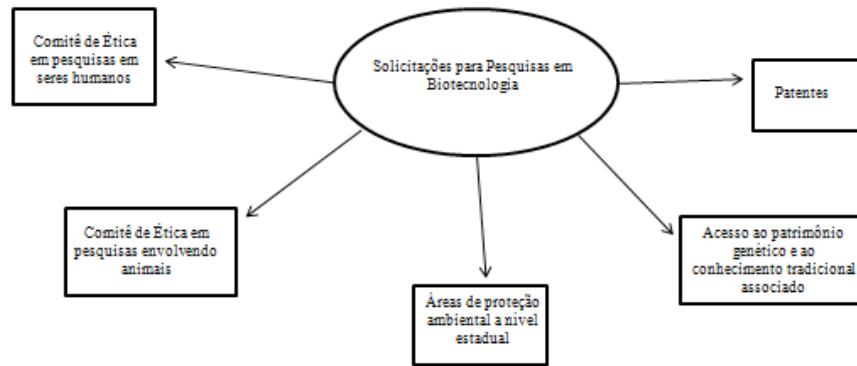 Comitê de Ética
em pesquisas em
seres humanos
Solicitações para Pesquisas em
Biotecnologia
Patentes
Comitê de Ética em
pesquisas envolvendo
animais
Áreas de proteção
ambiental a nível
estadual
Acesso ao patrimônio
genético e ao
conhecimento tradicional
associado